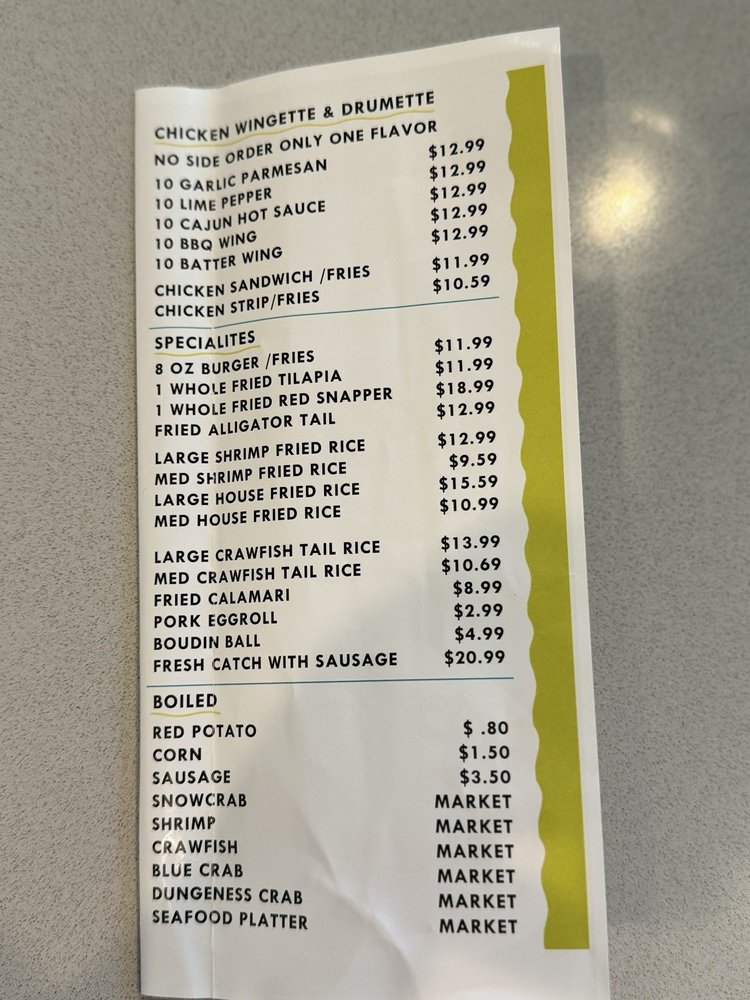 CHICKEN WINGETTE & DRUMETTE
NO SIDE ORDER ONLY ONE FLAVOR
10 GARLIC PARMESAN $12.99
10 LIME PEPPER $12.99
10 CAJUN HOT SAUCE $12.99
10 BBQ WING $12.99
10 BATTER WING $12.99
CHICKEN SANDWICH /FRIES $11.99
CHICKEN STRIP/FRIES $10.59
SPECIALITES
8 OZ BURGER /FRIES $11.99
1 WHOLE FRIED TILAPIA $11.99
1 WHOLE FRIED RED SNAPPER $18.99
FRIED ALLIGATOR TAIL $12.99
LARGE SHRIMP FRIED RICE $12.99
MED SHRIMP FRIED RICE $9.59
LARGE HOUSE FRIED RICE $15.59
MED HOUSE FRIED RICE $10.99
LARGE CRAWFISH TAIL RICE $13.99
MED CRAWFISH TAIL RICE $10.69
FRIED CALAMARI $8.99
PORK EGGROLL $2.99
BOUDIN BALL $4.99
FRESH CATCH WITH SAUSAGE $20.99
BOILED
RED POTATO $ .80
CORN $1.50
SAUSAGE $3.50
SNOWCRAB MARKET
SHRIMP MARKET
CRAWFISH MARKET
BLUE CRAB MARKET
DUNGENESS CRAB MARKET
SEAFOOD PLATTER MARKET